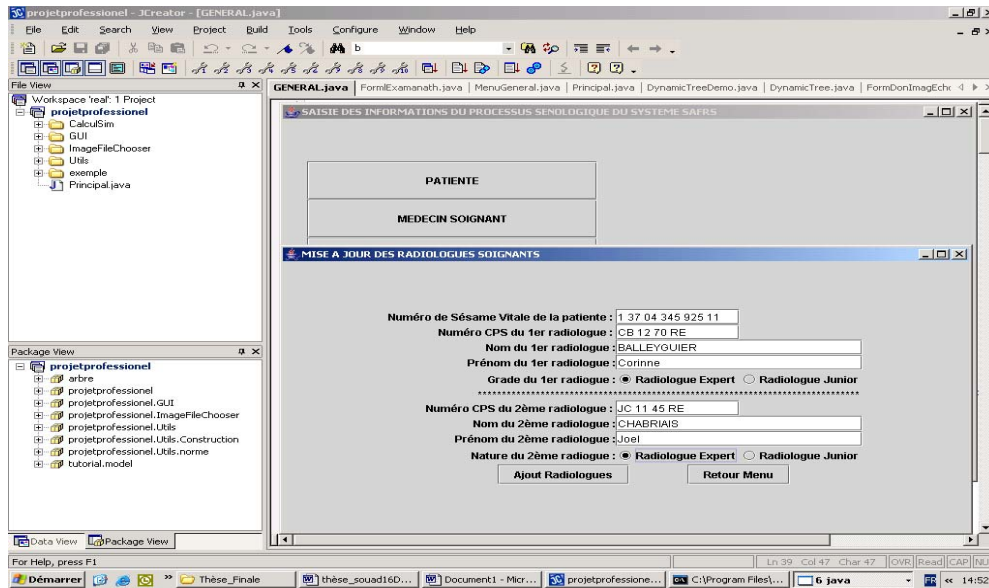 projetprofessionel - JCreator - [GENERAL.java]
File Edit Search View Project Build Tools Configure Window Help
b
File View
GENERAL.java FormlExamanath.java MenuGeneral.java Principal.java DynamicTreeDemo.java DynamicTree.java FormDonImagEch
Workspace 'real': 1 Project
projetprofessionel
CalculSim
GUI
ImageFileChooser
Utils
exemple
Principal.java
SAISIE DES INFORMATIONS DU PROCESSUS SENOLOGIQUE DU SYSTEME SAFRS
PATIENTE
MEDECIN SOIGNANT
MISE A JOUR DES RADIOLOGUES SOIGNANTS
Numéro de Sésame Vitale de la patiente : 1 37 04 345 925 11
Numéro CPS du 1er radiologue : CB 12 70 RE
Nom du 1er radiologue : BALLEYGUIER
Prénom du 1er radiologue : Corinne
Grade du 1er radiogue : Radiologue Expert Radiologue Junior
Numéro CPS du 2ème radiologue : JC 11 45 RE
Nom du 2ème radiologue : CHABRIAIS
Prénom du 2ème radiologue : Joel
Nature du 2ème radiogue : Radiologue Expert Radiologue Junior
Ajout Radiologues Retour Menu
Package View
projetprofessionel
arbre
projetprofessionel
projetprofessionel.GUI
projetprofessionel.ImageFileChooser
projetprofessionel.Utils
projetprofessionel.Utils.Construction
projetprofessionel.Utils.norme
tutorial.model
Data View Package View
For Help, press F1
Ln 39 Col 47 Char 47 OVR Read CAP NU
Démarrer » Thèse_Finale thèse_souad16D... Document1 - Micr... projetprofessione... C:\Program Files\... 6 java FR « 14:52